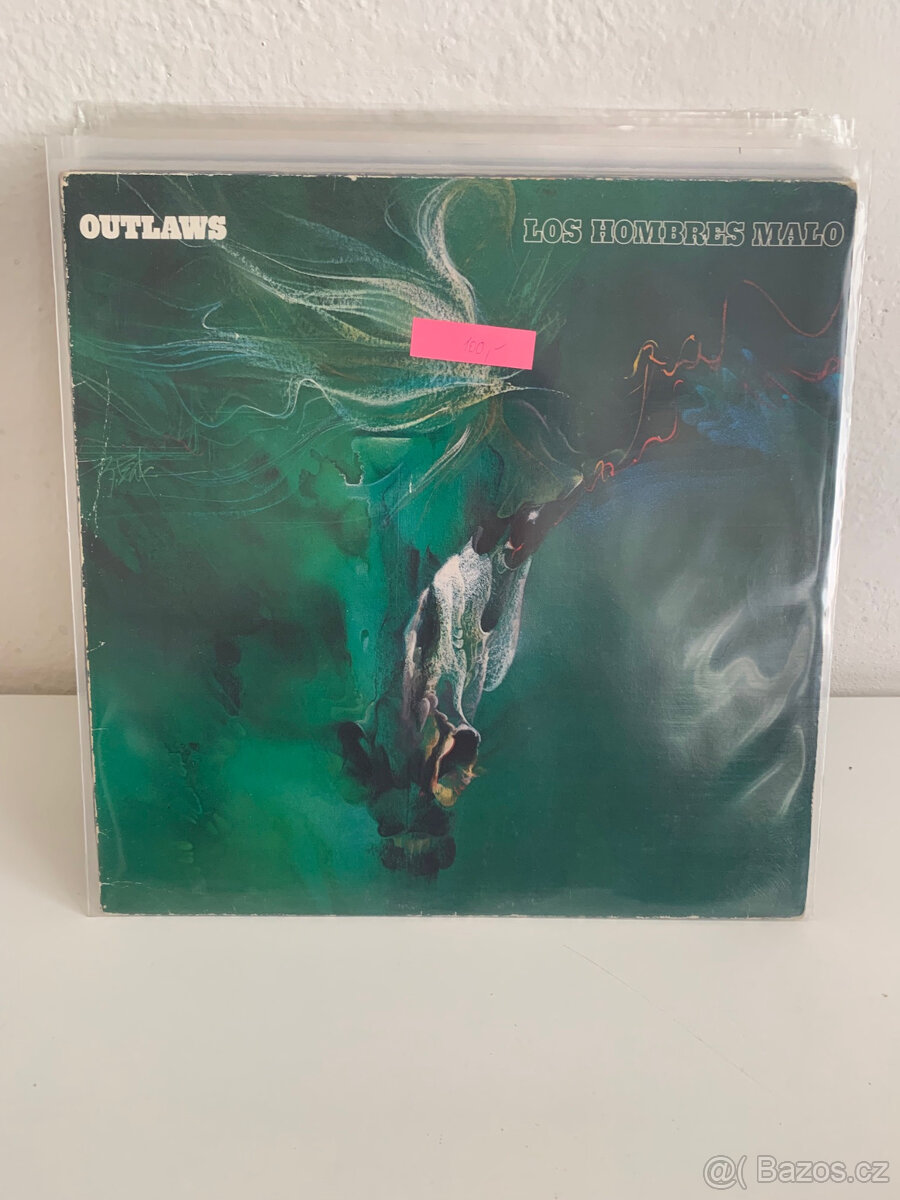 OUTLAWS
LOS HOMBRES MALO
100,-
@( Bazos.cz